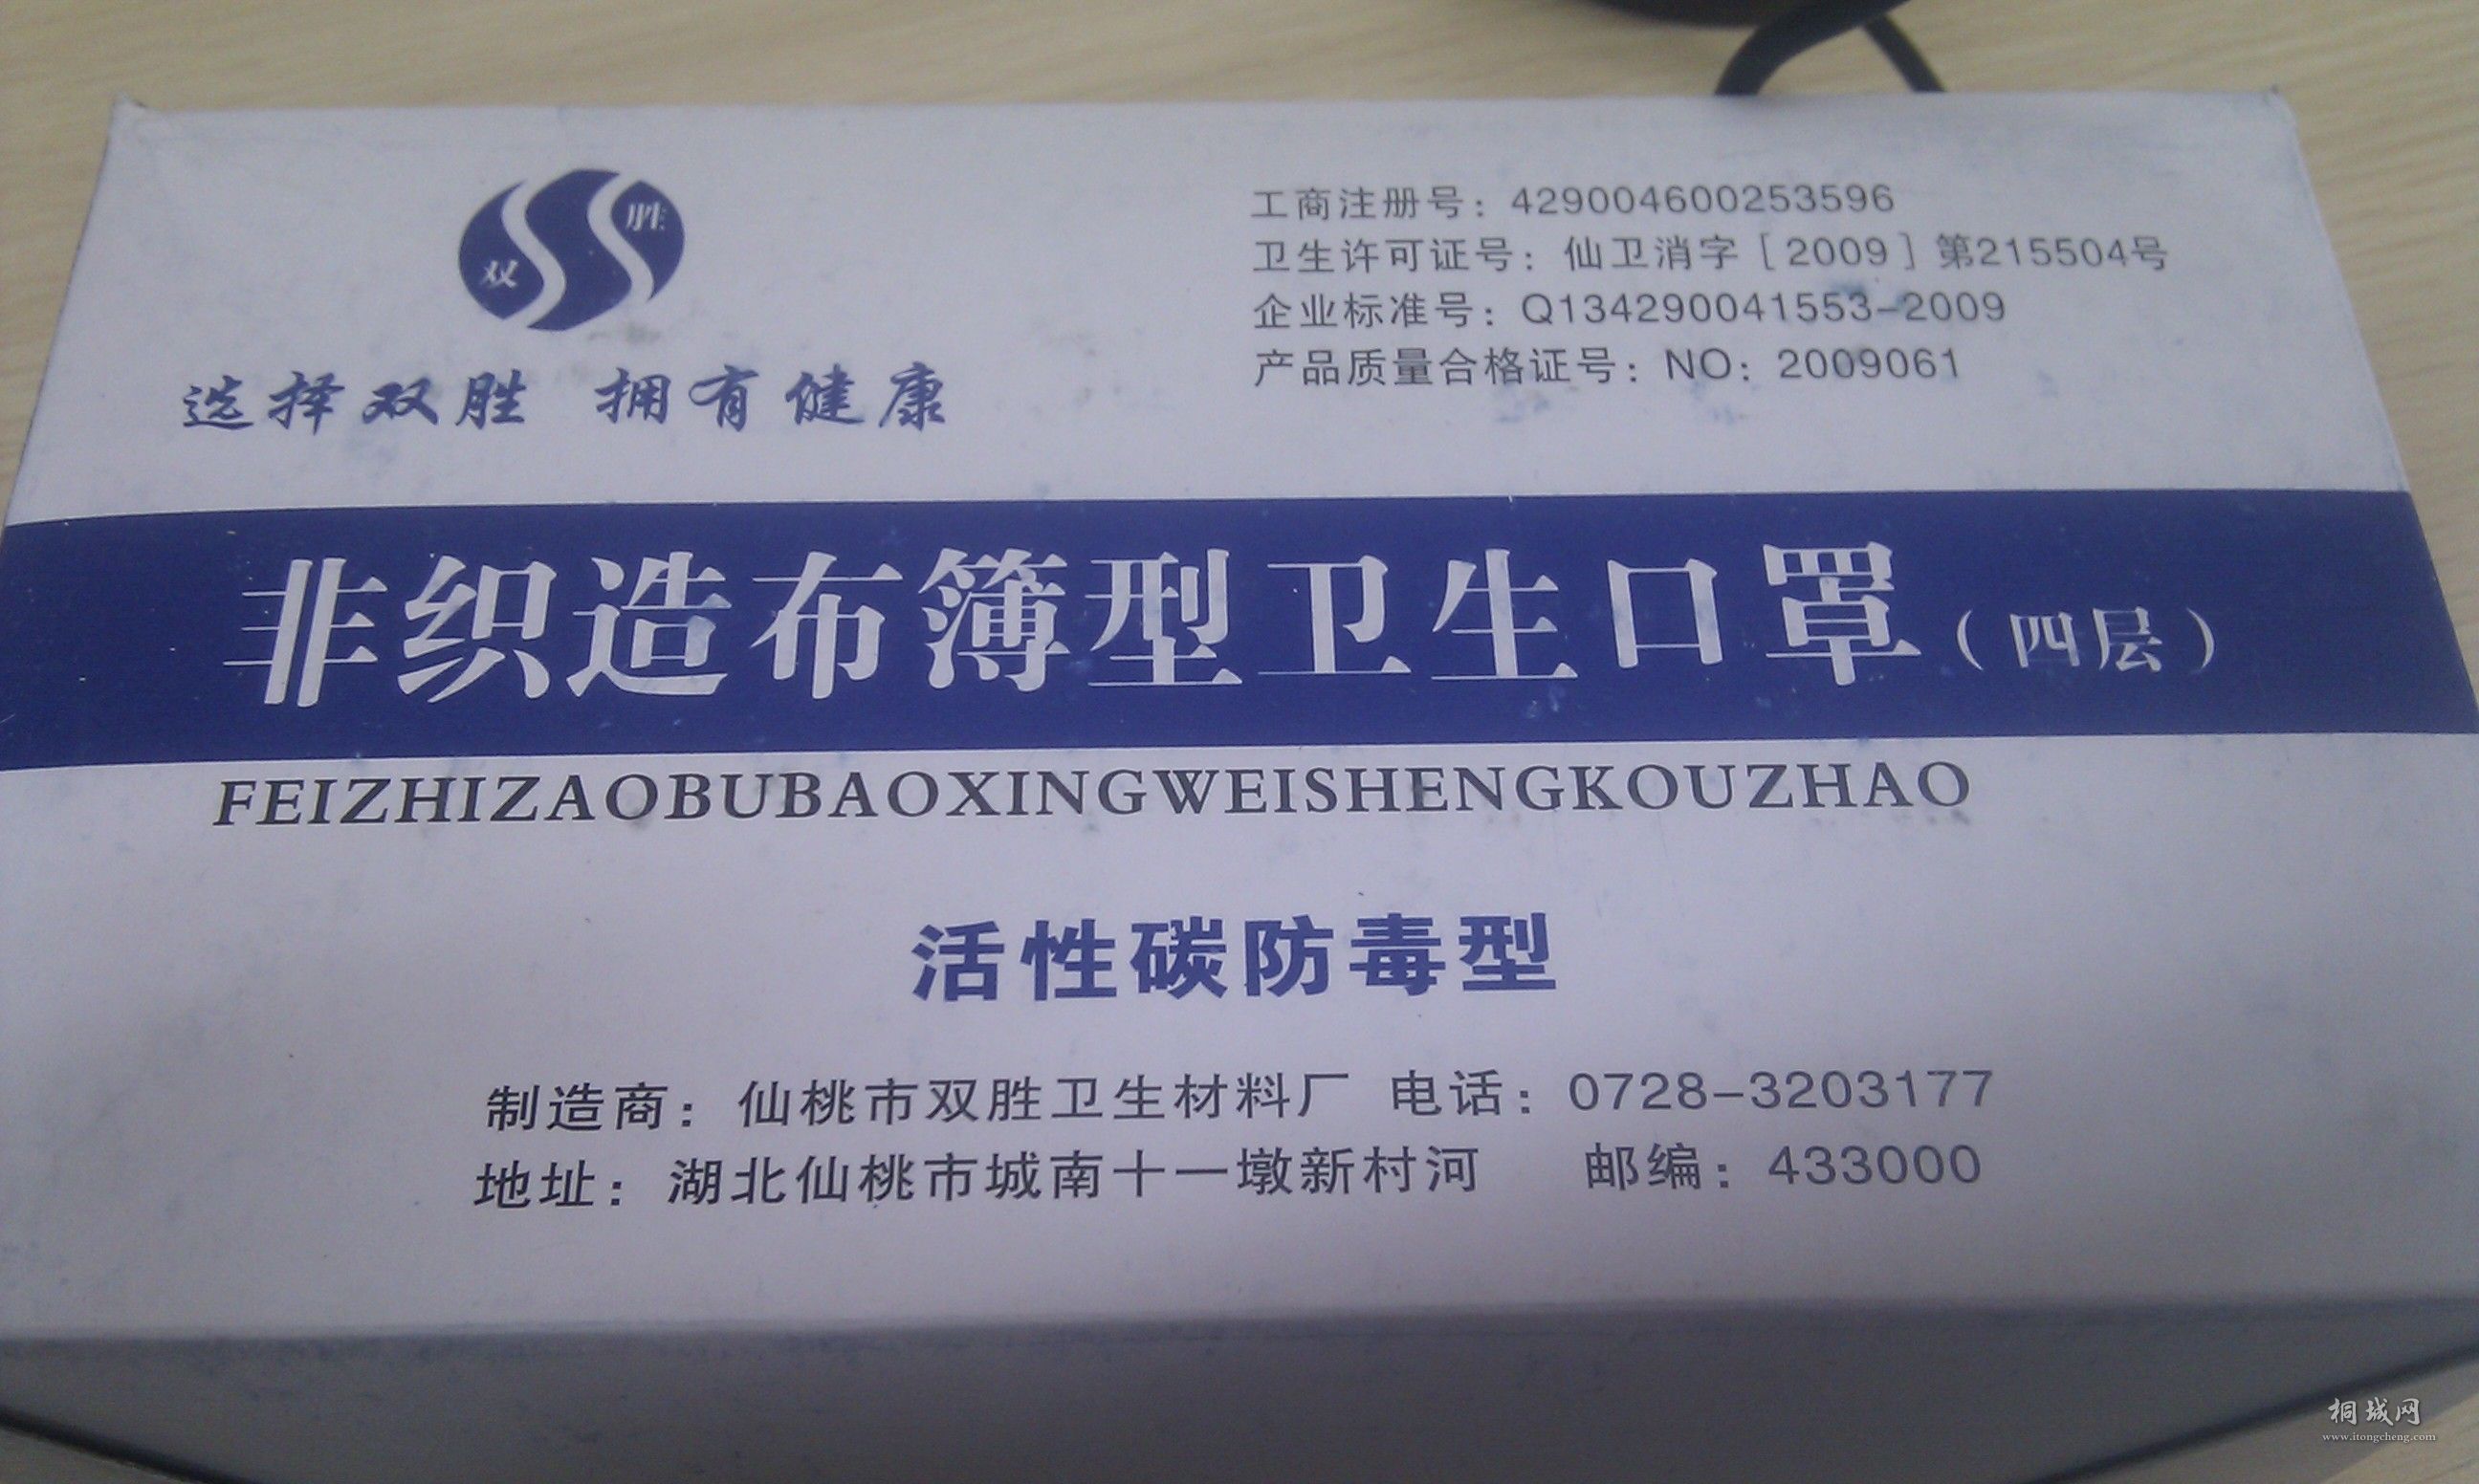 双胜
工商注册号：429004600253596
卫生许可证号：仙卫消字［2009］第215504号
企业标准号：Q134290041553-2009
产品质量合格证号：NO：2009061
选择双胜 拥有健康
非织造布簿型卫生口罩（四层）
FEIZHIZAOBUBAOXINGWEISHENGKOUZHAO
活性碳防毒型
制造商：仙桃市双胜卫生材料厂 电话：0728-3203177
地址：湖北仙桃市城南十一墩新村河 邮编：433000
桐城网
www.itongcheng.com